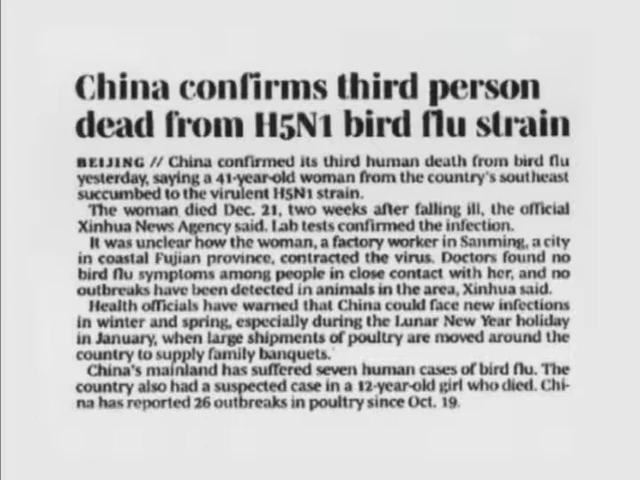 China confirms third person
dead from H5N1 bird flu strain
BEIJING // China confirmed its third human death from bird flu
yesterday, saying a 41-year-old woman from the country's southeast
succumbed to the virulent H5N1 strain.
The woman died Dec. 21, two weeks after falling ill, the official
Xinhua News Agency said. Lab tests confirmed the infection.
It was unclear how the woman, a factory worker in Sanming, a city
in coastal Fujian province, contracted the virus. Doctors found no
bird flu symptoms among people in close contact with her, and no
outbreaks have been detected in animals in the area, Xinhua said.
Health officials have warned that China could face new infections
in winter and spring, especially during the Lunar New Year holiday
in January, when large shipments of poultry are moved around the
country to supply family banquets.
China's mainland has suffered seven human cases of bird flu. The
country also had a suspected case in a 12-year-old girl who died. Chi-
na has reported 26 outbreaks in poultry since Oct. 19.